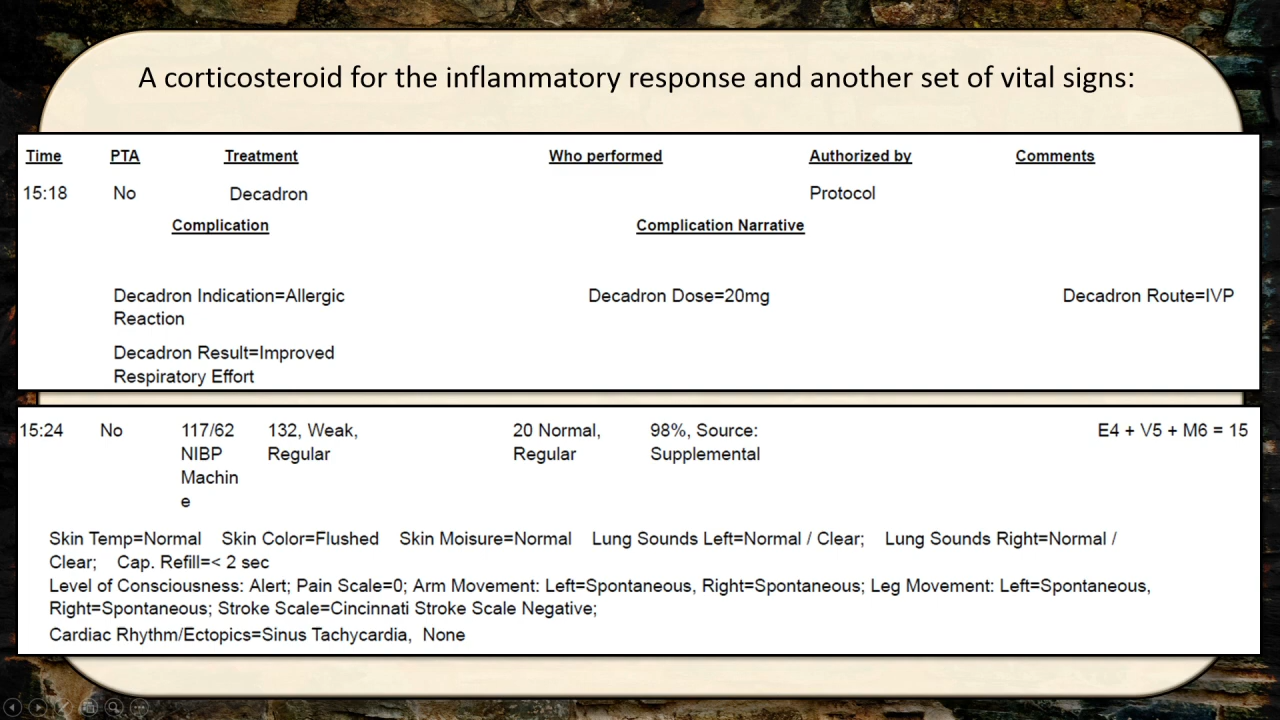 A corticosteroid for the inflammatory response and another set of vital signs:
Time PTA Treatment Who performed Authorized by Comments
15:18 No Decadron Protocol
Complication Complication Narrative
Decadron Indication=Allergic Decadron Dose=20mg Decadron Route=IVP
Reaction
Decadron Result=Improved
Respiratory Effort
15:24 No 117/62 132, Weak, 20 Normal, 98%, Source: E4 + V5 + M6 = 15
NIBP Regular Regular Supplemental
Machin
e
Skin Temp=Normal Skin Color=Flushed Skin Moisure=Normal Lung Sounds Left=Normal / Clear; Lung Sounds Right=Normal /
Clear; Cap. Refill=< 2 sec
Level of Consciousness: Alert; Pain Scale=0; Arm Movement: Left=Spontaneous, Right=Spontaneous; Leg Movement: Left=Spontaneous,
Right=Spontaneous; Stroke Scale=Cincinnati Stroke Scale Negative;
Cardiac Rhythm/Ectopics=Sinus Tachycardia, None